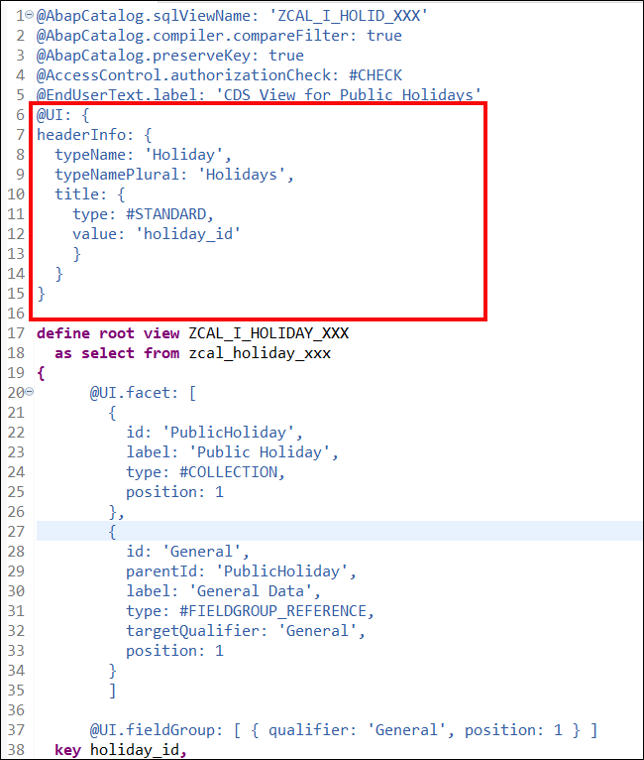 1 @AbapCatalog.sqlViewName: 'ZCAL_I_HOLID_XXX'
2 @AbapCatalog.compiler.compareFilter: true
3 @AbapCatalog.preserveKey: true
4 @AccessControl.authorizationCheck: #CHECK
5 @EndUserText.label: 'CDS View for Public Holidays'
6 @UI: {
7 headerInfo: {
8 typeName: 'Holiday',
9 typeNamePlural: 'Holidays',
10 title: {
11 type: #STANDARD,
12 value: 'holiday_id'
13 }
14 }
15 }
16
17 define root view ZCAL_I_HOLIDAY_XXX
18 as select from zcal_holiday_xxx
19 {
20 @UI.facet: [
21 {
22 id: 'PublicHoliday',
23 label: 'Public Holiday',
24 type: #COLLECTION,
25 position: 1
26 },
27 {
28 id: 'General',
29 parentId: 'PublicHoliday',
30 label: 'General Data',
31 type: #FIELDGROUP_REFERENCE,
32 targetQualifier: 'General',
33 position: 1
34 }
35 ]
36
37 @UI.fieldGroup: [ { qualifier: 'General', position: 1 } ]
38 key holiday_id,